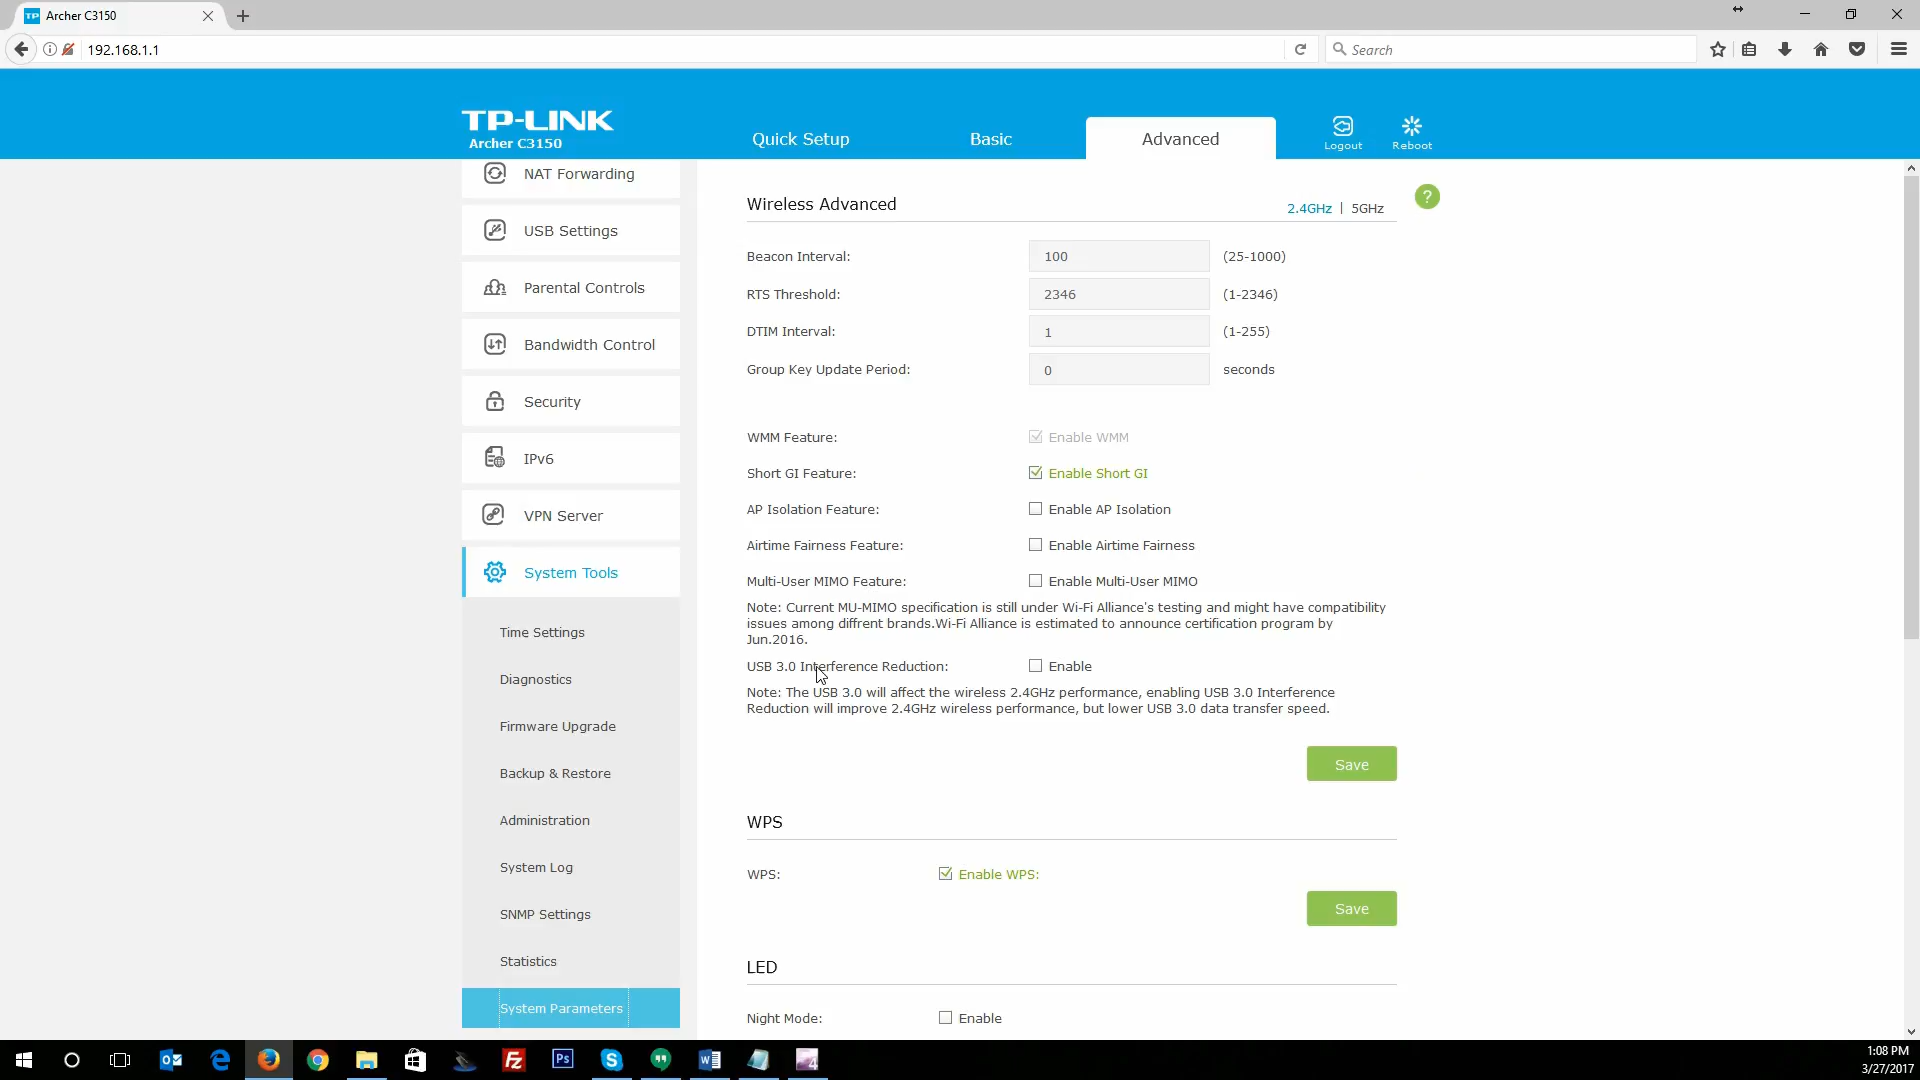 Archer C3150
192.168.1.1
Search
TP-LINK
Archer C3150
Quick Setup
Basic
Advanced
Logout
Reboot
NAT Forwarding
USB Settings
Parental Controls
Bandwidth Control
Security
IPv6
VPN Server
System Tools
Time Settings
Diagnostics
Firmware Upgrade
Backup & Restore
Administration
System Log
SNMP Settings
Statistics
System Parameters
Wireless Advanced
2.4GHz | 5GHz
?
Beacon Interval: 100 (25-1000)
RTS Threshold: 2346 (1-2346)
DTIM Interval: 1 (1-255)
Group Key Update Period: 0 seconds
WMM Feature: Enable WMM
Short GI Feature: Enable Short GI
AP Isolation Feature: Enable AP Isolation
Airtime Fairness Feature: Enable Airtime Fairness
Multi-User MIMO Feature: Enable Multi-User MIMO
Note: Current MU-MIMO specification is still under Wi-Fi Alliance's testing and might have compatibility
issues among diffrent brands.Wi-Fi Alliance is estimated to announce certification program by
Jun.2016.
USB 3.0 Interference Reduction: Enable
Note: The USB 3.0 will affect the wireless 2.4GHz performance, enabling USB 3.0 Interference
Reduction will improve 2.4GHz wireless performance, but lower USB 3.0 data transfer speed.
Save
WPS
WPS: Enable WPS:
Save
LED
Night Mode: Enable
1:08 PM
3/27/2017